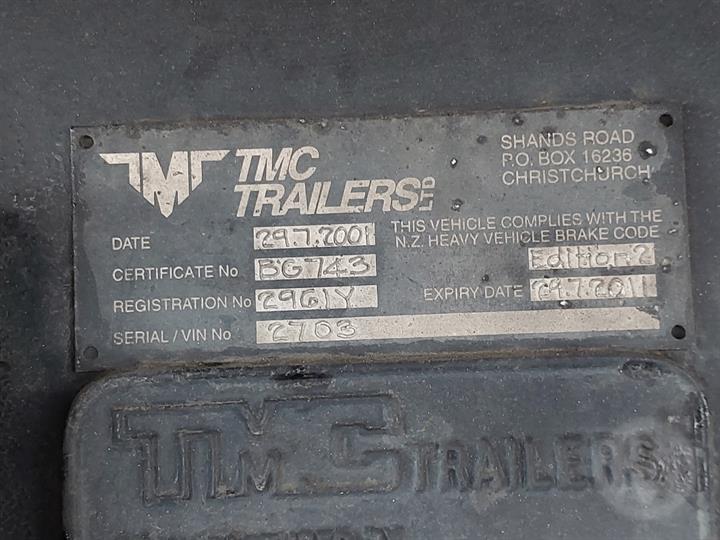 TMC
TRAILERS LTD
SHANDS ROAD
P.O. BOX 16236
CHRISTCHURCH
THIS VEHICLE COMPLIES WITH THE
N.Z. HEAVY VEHICLE BRAKE CODE
Edition 2
DATE 29.7.2001
CERTIFICATE No BG743
REGISTRATION No 2961Y
EXPIRY DATE 29.7.2011
SERIAL / VIN No 2703
TMC TRAILERS